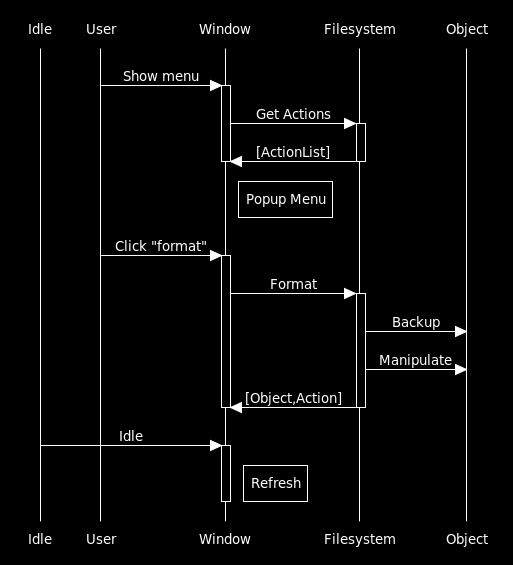 Idle User Window Filesystem Object
Show menu
Get Actions
[ActionList]
Popup Menu
Click "format"
Format
Backup
Manipulate
[Object,Action]
Idle
Refresh
Idle User Window Filesystem Object